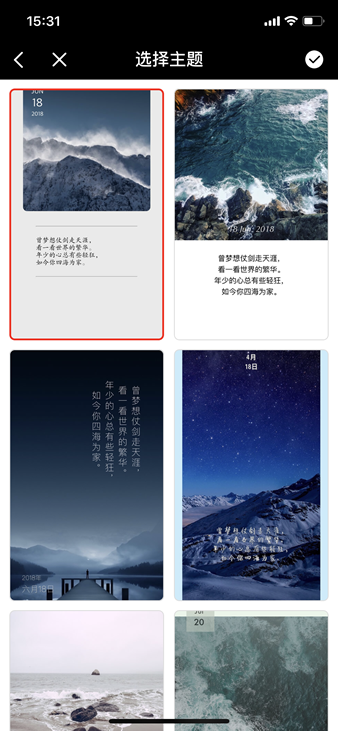 15:31
选择主题
JUN
18
2018
曾梦想仗剑走天涯，
看一看世界的繁华。
年少的心总有些轻狂，
如今你四海为家。
18 Jun, 2018
曾梦想仗剑走天涯，
看一看世界的繁华。
年少的心总有些轻狂，
如今你四海为家。
曾梦想仗剑走天涯，
看一看世界的繁华。
年少的心总有些轻狂，
如今你四海为家。
2018年
六月18日
4月
18日
曾梦想仗剑走天涯，
看一看世界的繁华。
年少的心总有些轻狂，
如今你四海为家。
20